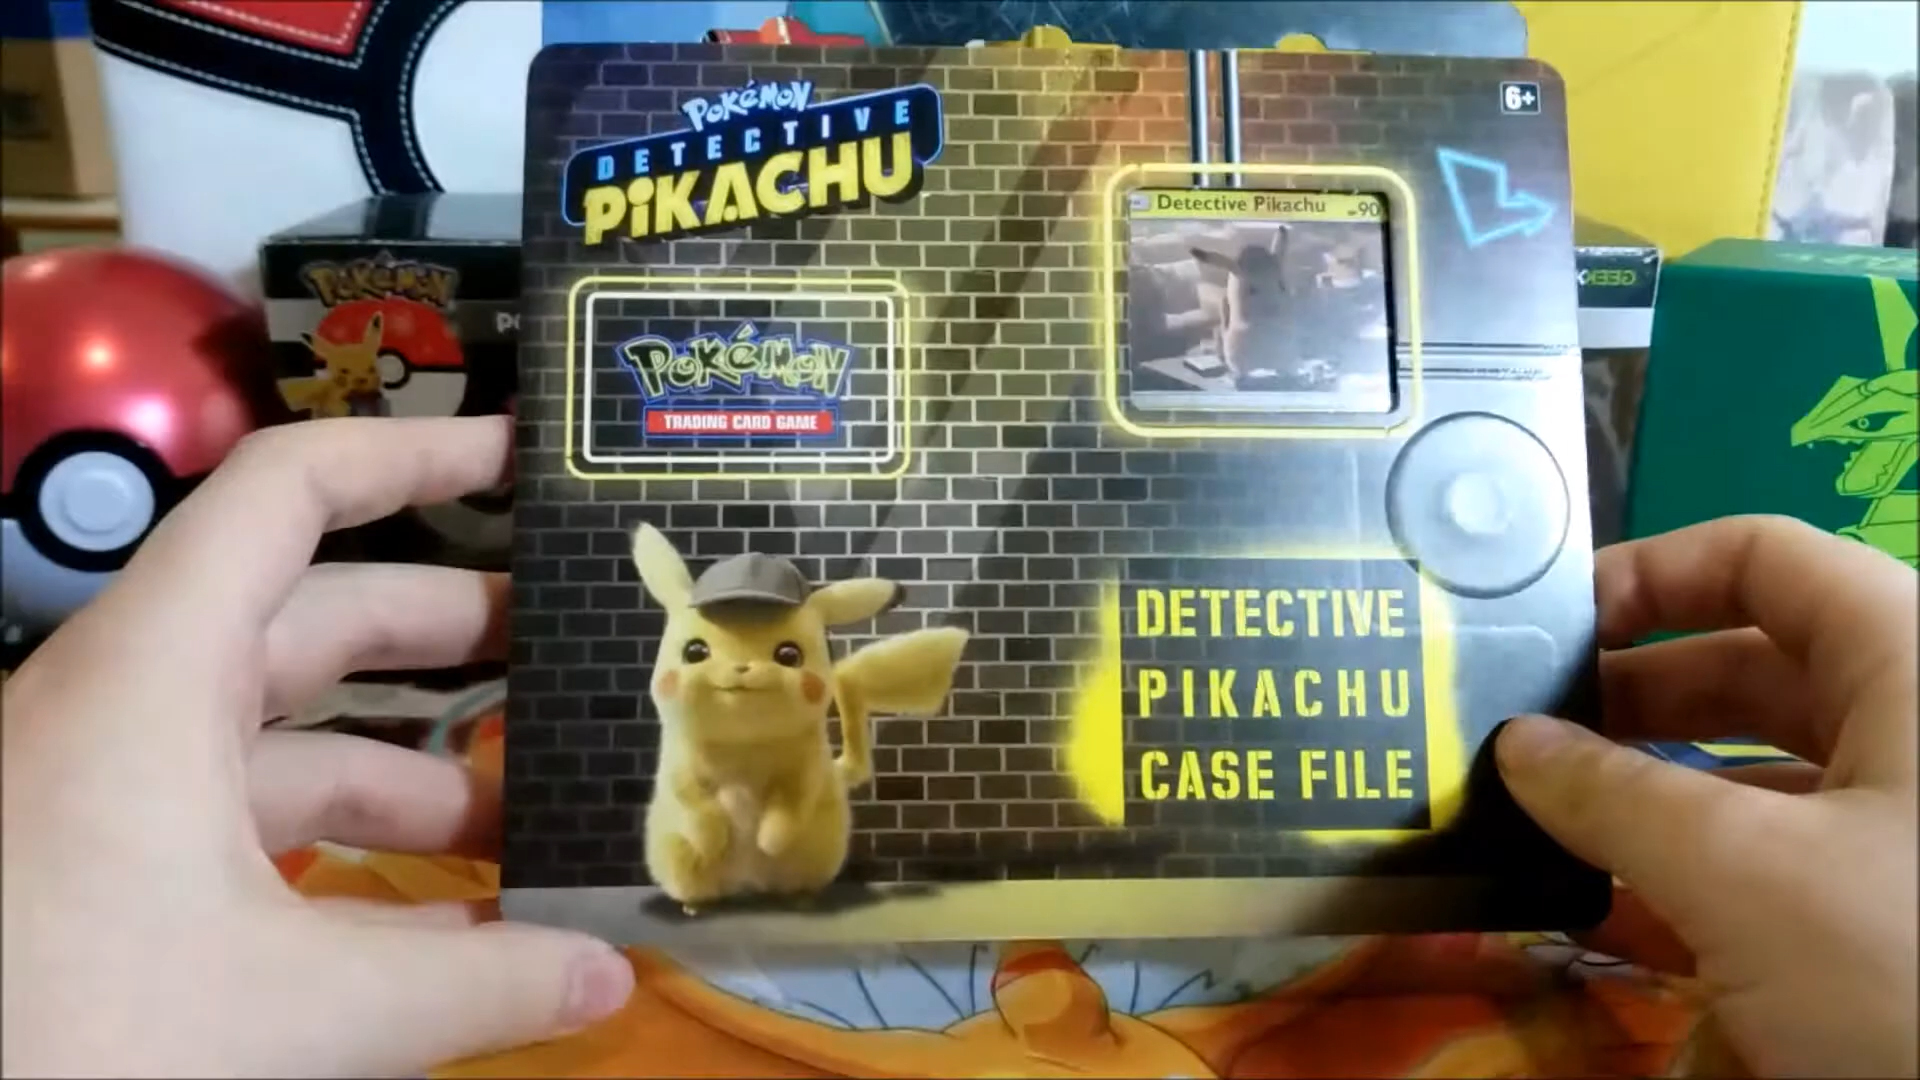 POKéMON
DETECTIVE
PiKACHU
6+
Detective Pikachu
90
POKéMON
POKéMON
TRADING CARD GAME
DETECTIVE
PIKACHU
CASE FILE